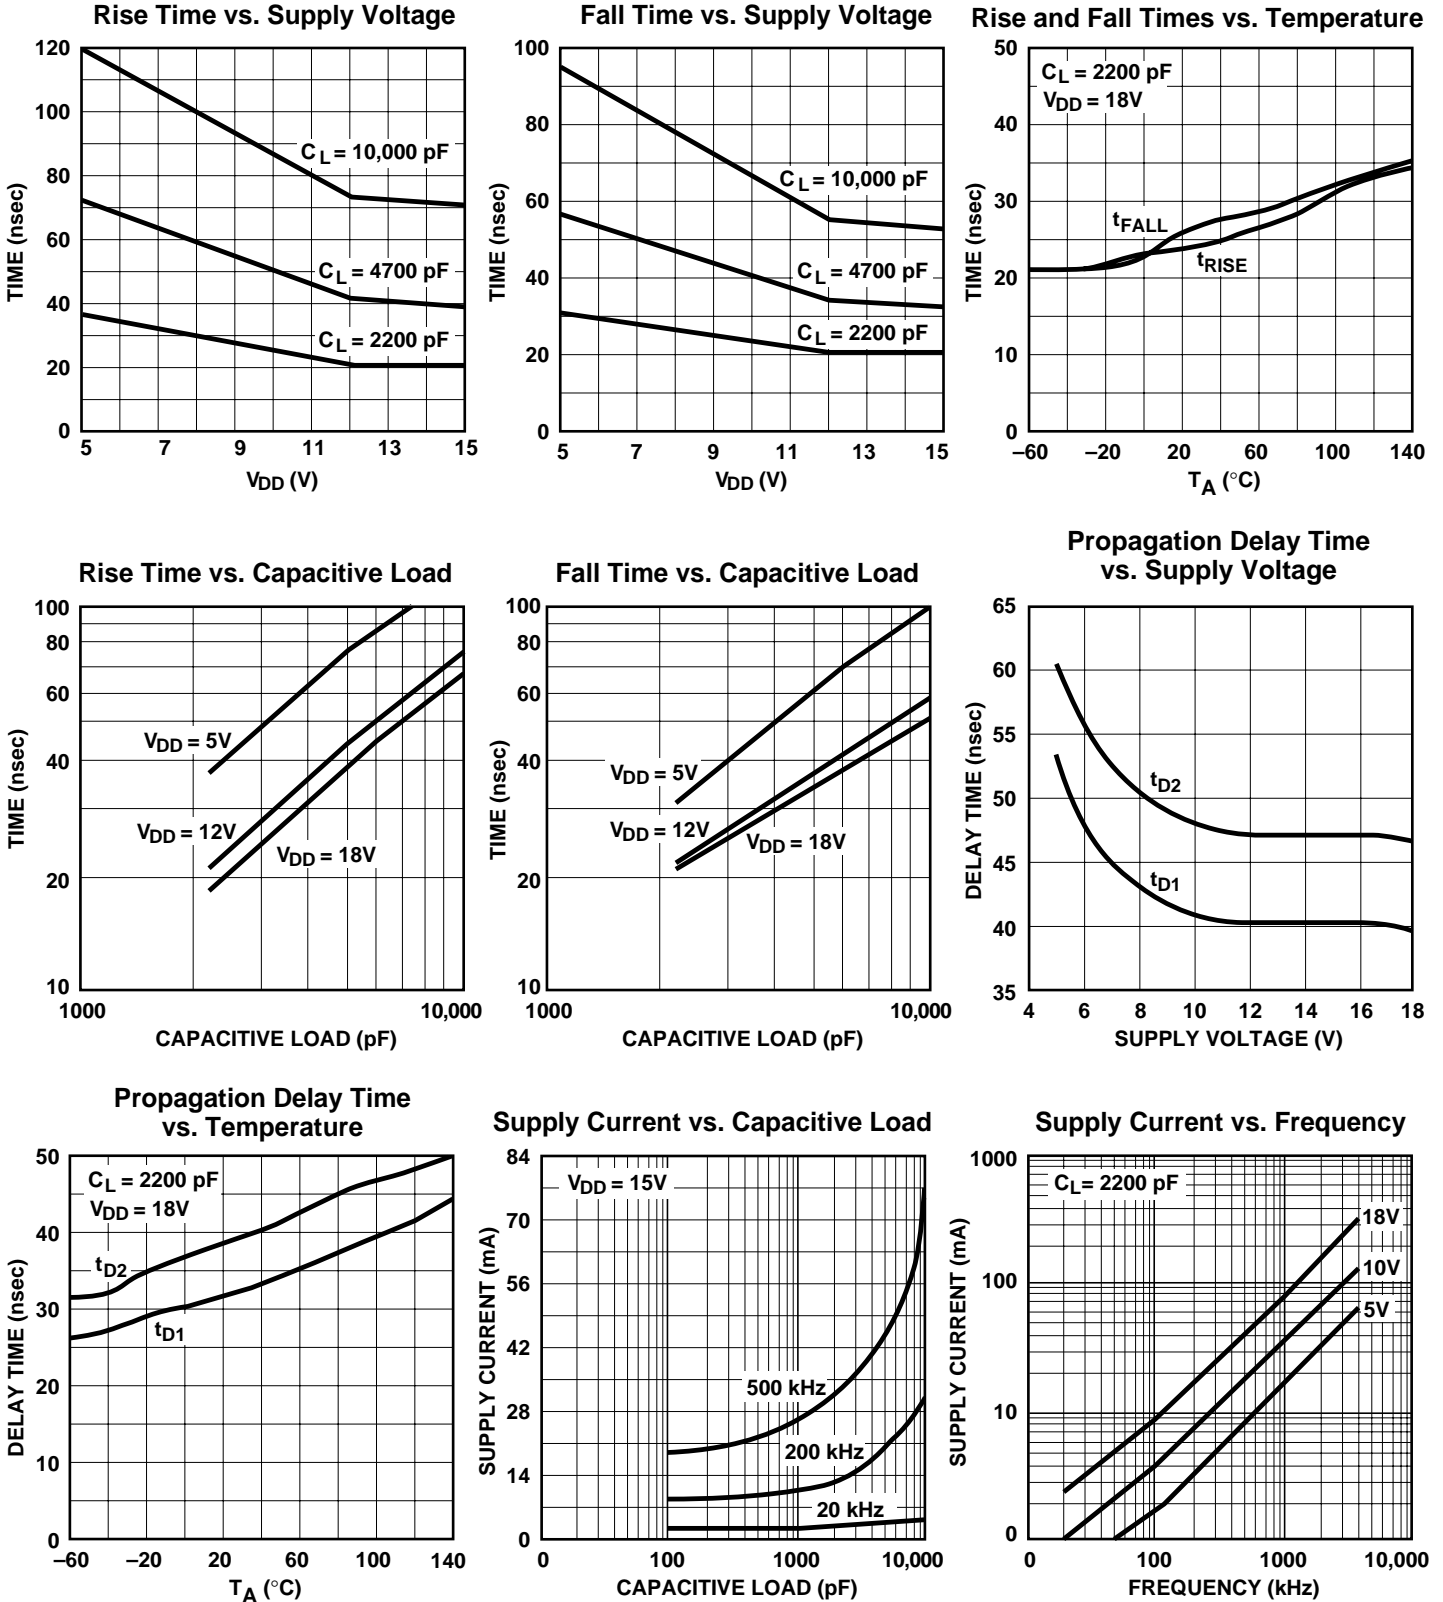 Rise Time vs. Supply Voltage
120
100
80
60
40
20
0
TIME (nsec)
CL = 10,000 pF
CL = 4700 pF
CL = 2200 pF
5 7 9 11 13 15
VDD (V)
Fall Time vs. Supply Voltage
100
80
60
40
20
0
TIME (nsec)
CL = 10,000 pF
CL = 4700 pF
CL = 2200 pF
5 7 9 11 13 15
VDD (V)
Rise and Fall Times vs. Temperature
50
40
30
20
10
0
TIME (nsec)
CL = 2200 pF
VDD = 18V
tFALL
tRISE
–60 –20 20 60 100 140
TA (°C)
Rise Time vs. Capacitive Load
100
80
60
40
20
10
TIME (nsec)
VDD = 5V
VDD = 12V
VDD = 18V
1000 10,000
CAPACITIVE LOAD (pF)
Fall Time vs. Capacitive Load
100
80
60
40
20
10
TIME (nsec)
VDD = 5V
VDD = 12V
VDD = 18V
1000 10,000
CAPACITIVE LOAD (pF)
Propagation Delay Time
vs. Supply Voltage
65
60
55
50
45
40
35
DELAY TIME (nsec)
tD2
tD1
4 6 8 10 12 14 16 18
SUPPLY VOLTAGE (V)
Propagation Delay Time
vs. Temperature
50
40
30
20
10
0
DELAY TIME (nsec)
CL = 2200 pF
VDD = 18V
tD2
tD1
–60 –20 20 60 100 140
TA (°C)
Supply Current vs. Capacitive Load
84
70
56
42
28
14
0
SUPPLY CURRENT (mA)
VDD = 15V
500 kHz
200 kHz
20 kHz
0 100 1000 10,000
CAPACITIVE LOAD (pF)
Supply Current vs. Frequency
1000
100
10
0
SUPPLY CURRENT (mA)
CL= 2200 pF
18V
10V
5V
0 100 1000 10,000
FREQUENCY (kHz)